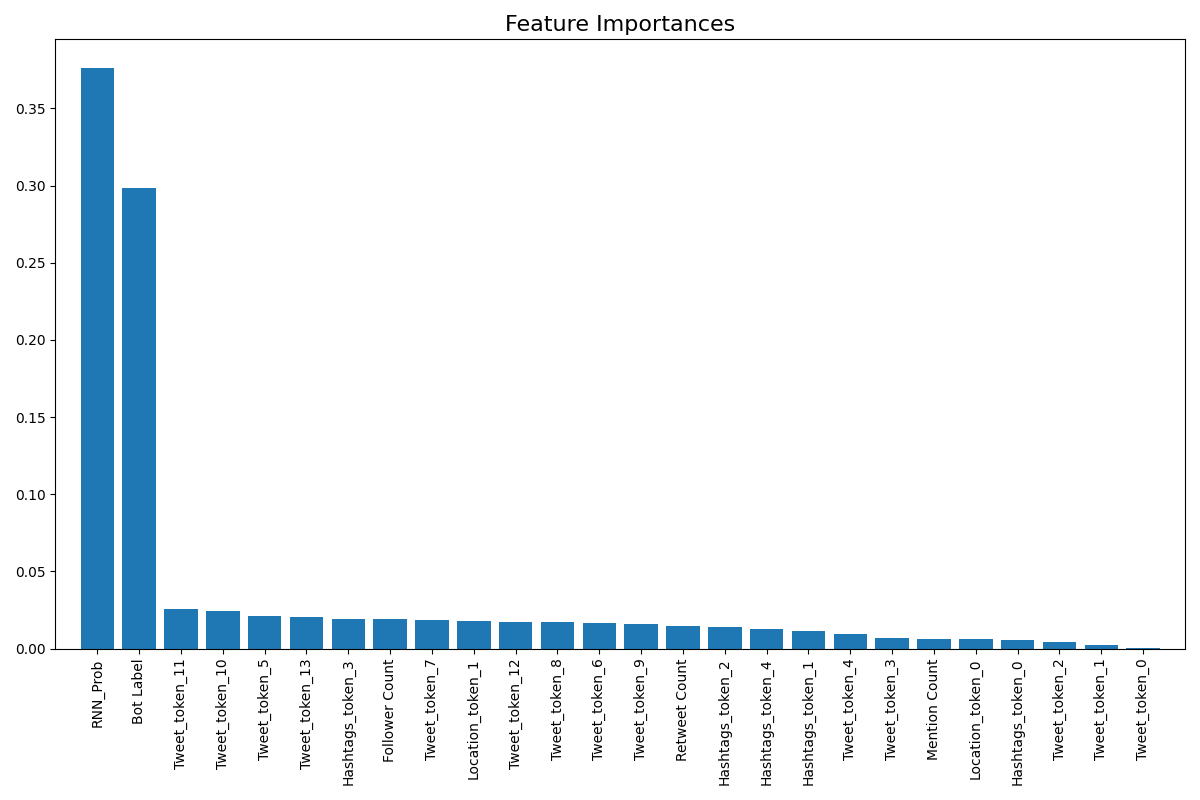 Feature Importances
0.35
0.30
0.25
0.20
0.15
0.10
0.05
0.00
RNN_Prob
Bot Label
Tweet_token_11
Tweet_token_10
Tweet_token_5
Tweet_token_13
Hashtags_token_3
Follower Count
Tweet_token_7
Location_token_1
Tweet_token_12
Tweet_token_8
Tweet_token_6
Tweet_token_9
Retweet Count
Hashtags_token_2
Hashtags_token_4
Hashtags_token_1
Tweet_token_4
Tweet_token_3
Mention Count
Location_token_0
Hashtags_token_0
Tweet_token_2
Tweet_token_1
Tweet_token_0